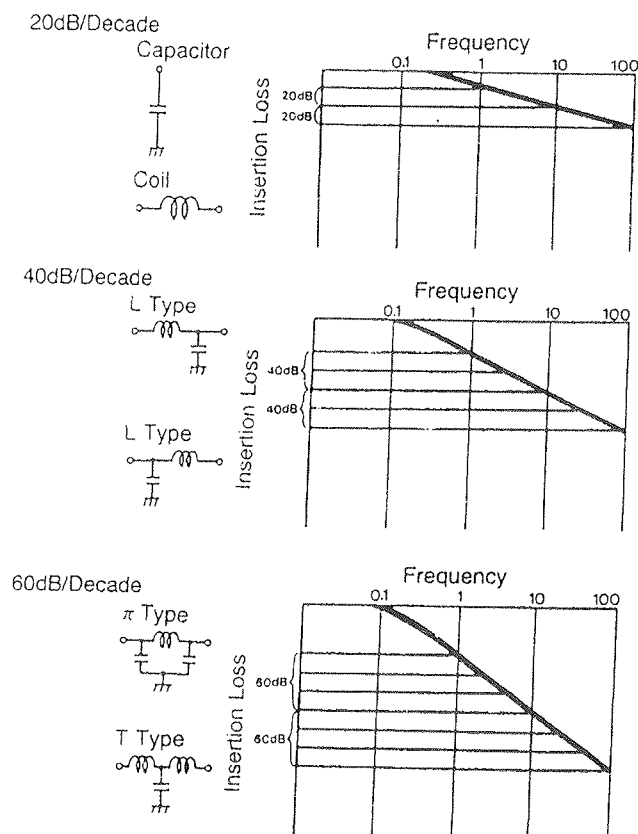 20dB/Decade
Capacitor
Coil
Frequency
0.1 1 10 100
Insertion Loss
20dB
20dB
40dB/Decade
L Type
L Type
Frequency
0.1 1 10 100
Insertion Loss
40dB
40dB
60dB/Decade
π Type
T Type
Frequency
0.1 1 10 100
Insertion Loss
60dB
60dB